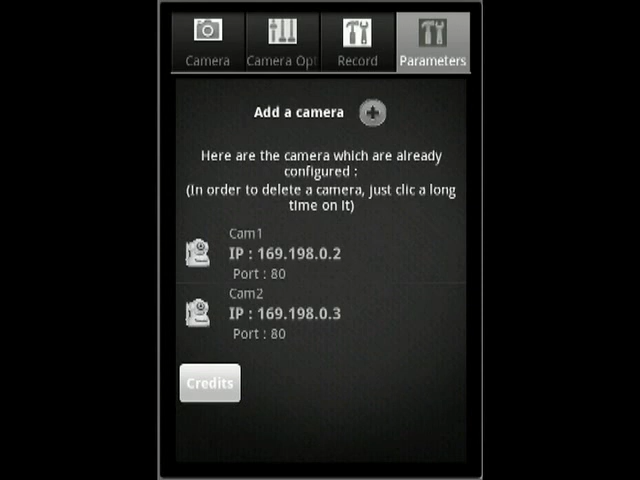 Camera
Camera Opt
Record
Parameters
Add a camera
Here are the camera which are already
configured :
(In order to delete a camera, just clic a long
time on it)
Cam1
IP : 169.198.0.2
Port : 80
Cam2
IP : 169.198.0.3
Port : 80
Credits